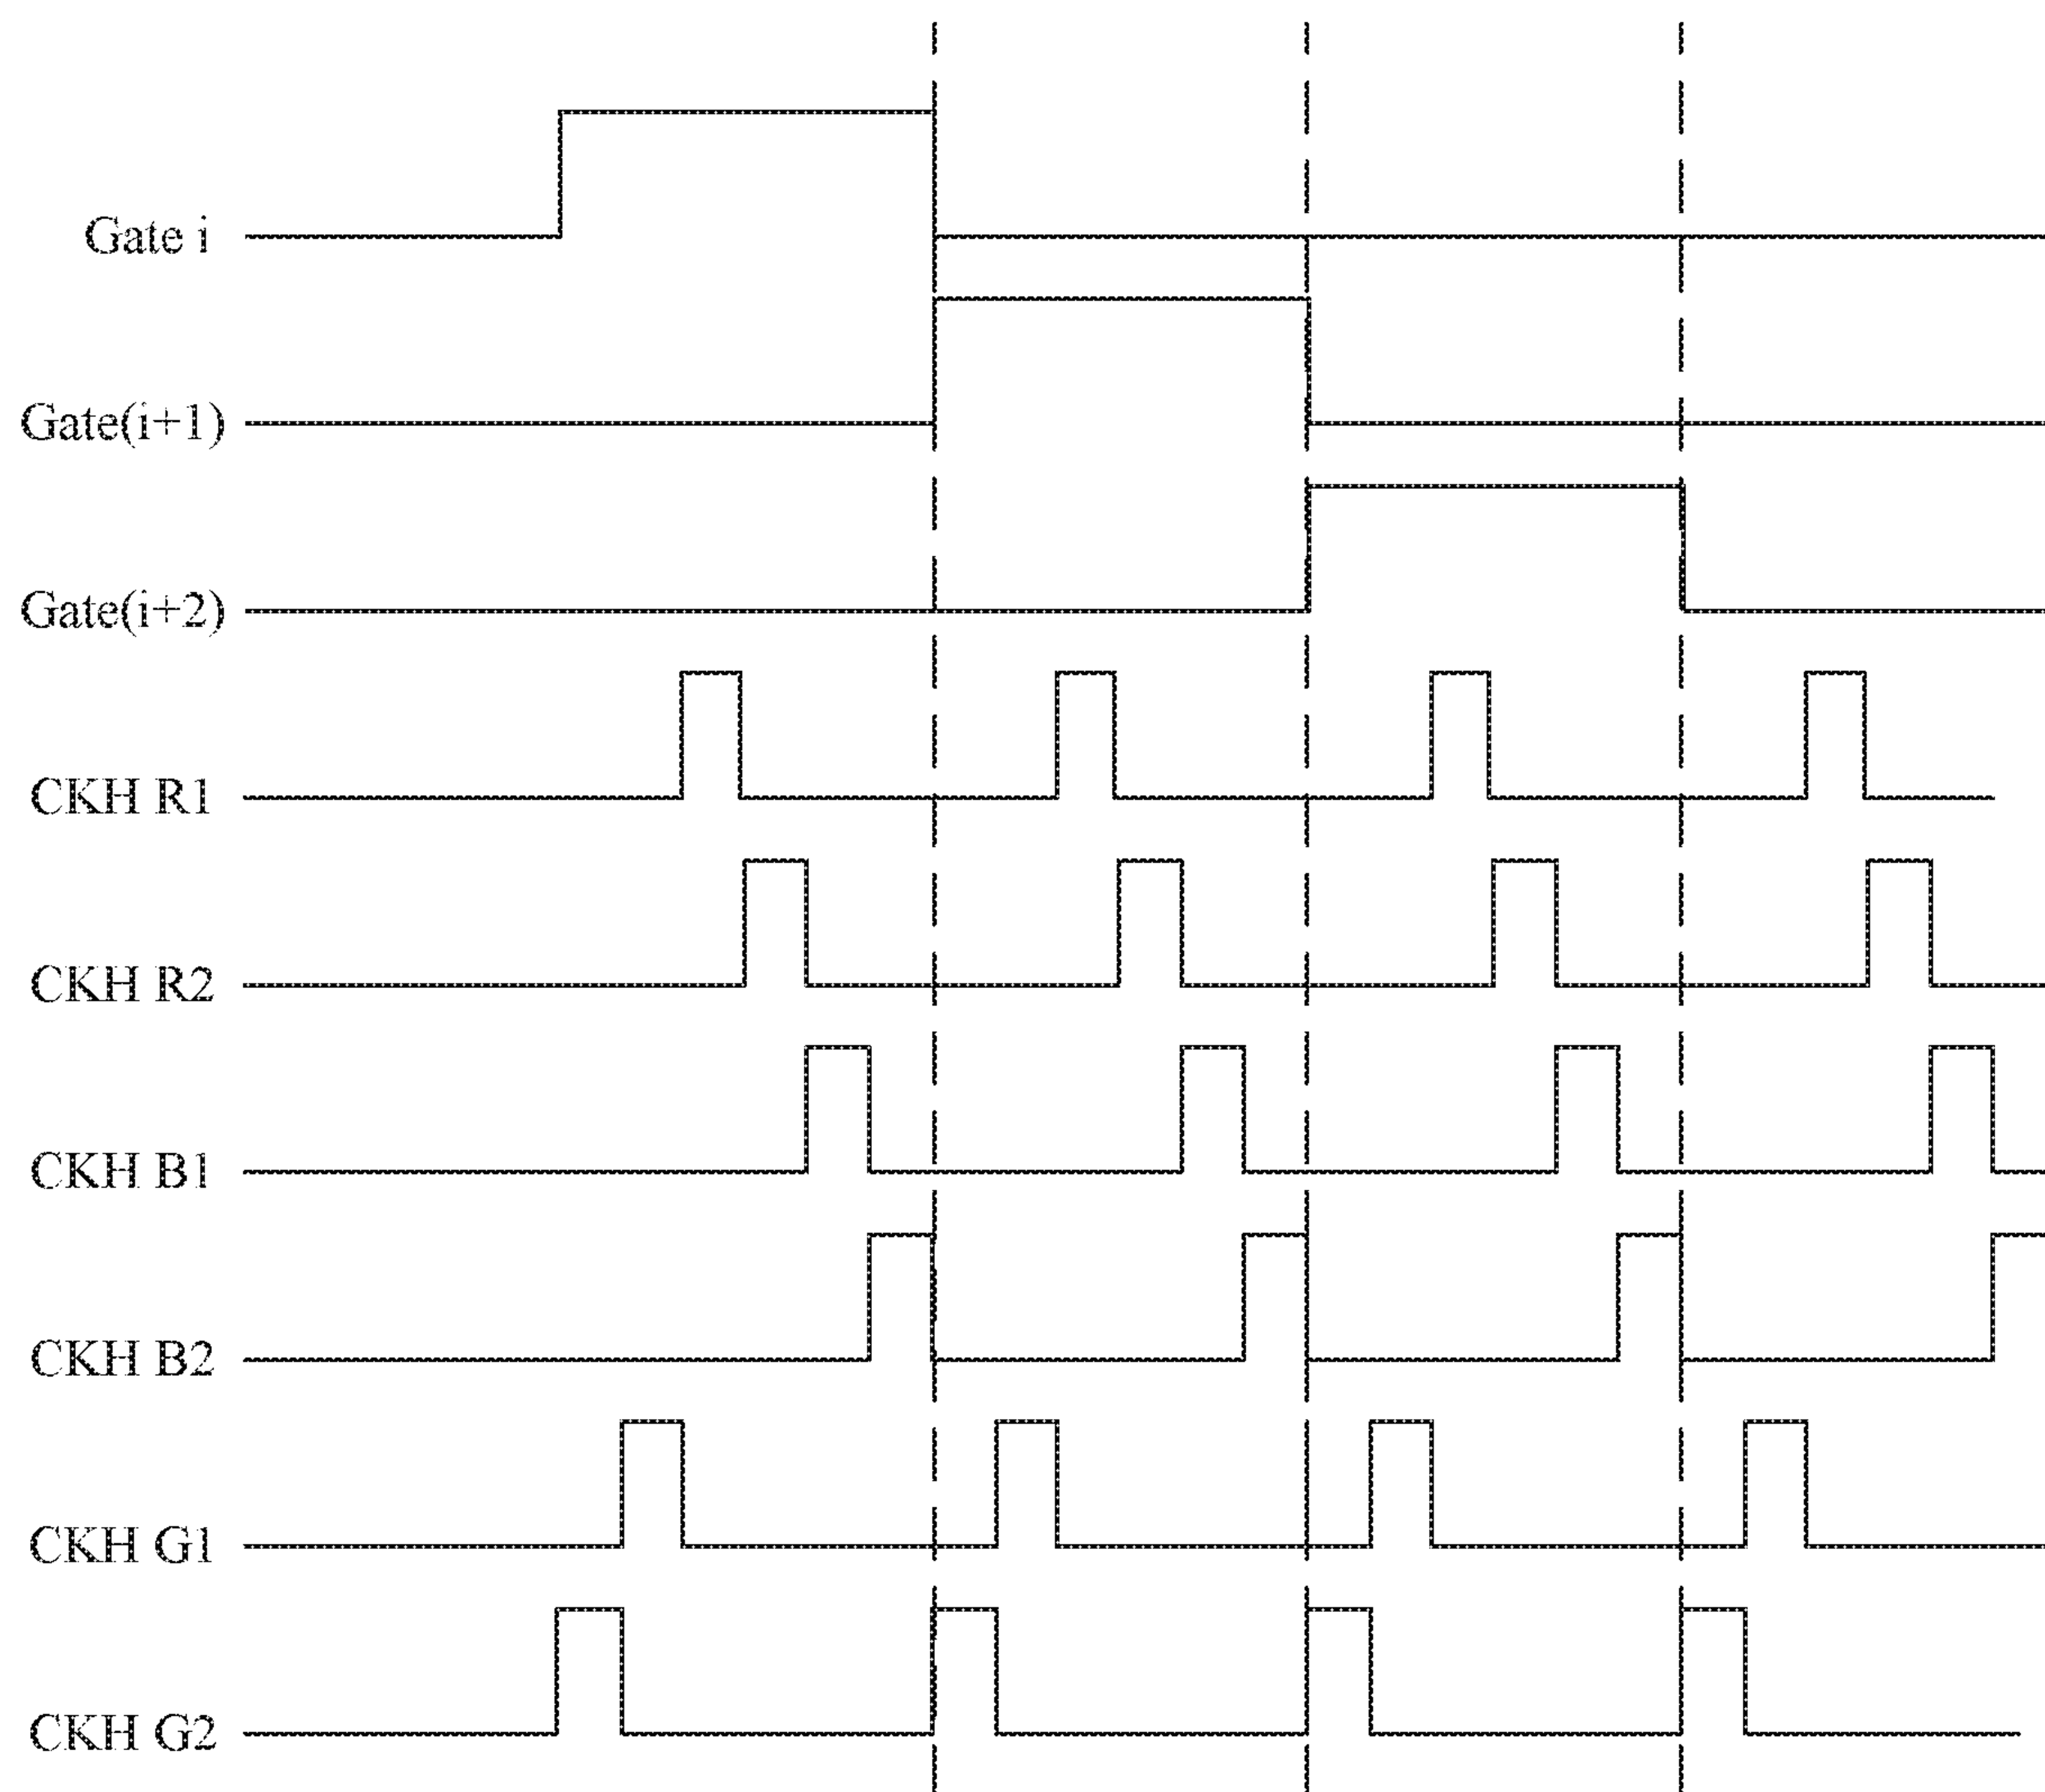 Gate i
Gate(i+1)
Gate(i+2)
CKH R1
CKH R2
CKH B1
CKH B2
CKH G1
CKH G2